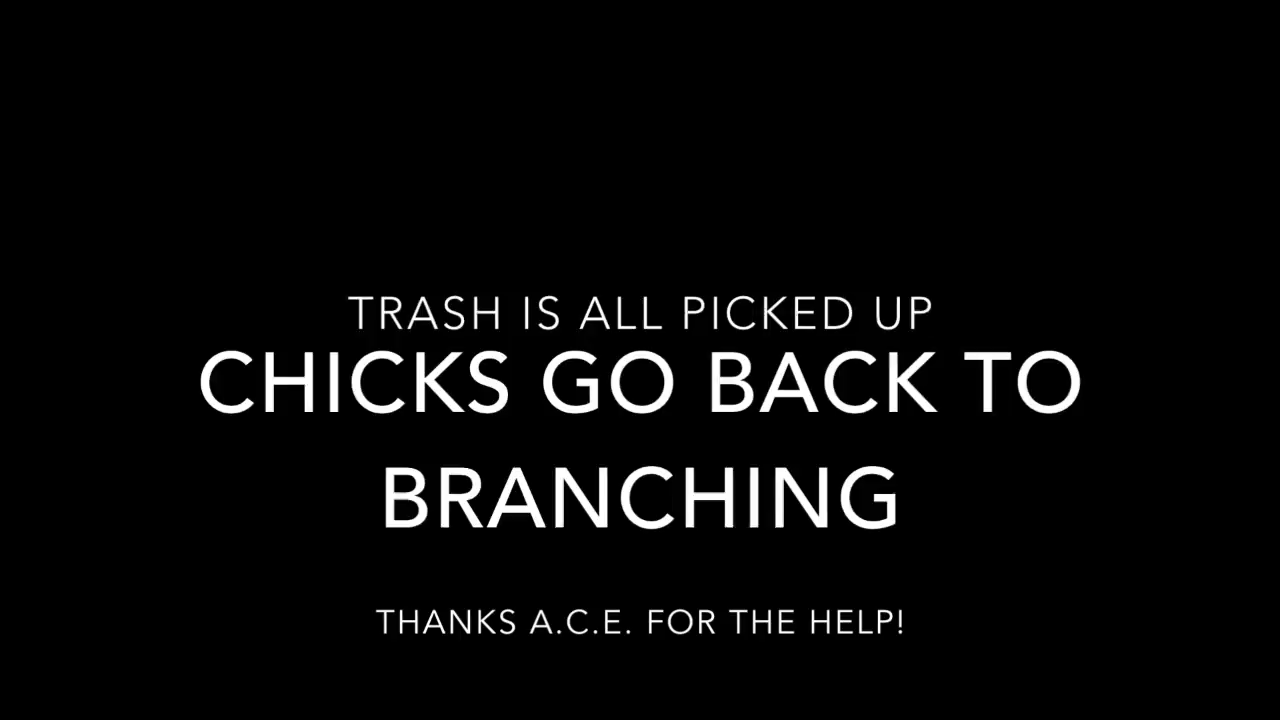 TRASH IS ALL PICKED UP
CHICKS GO BACK TO
BRANCHING
THANKS A.C.E. FOR THE HELP!